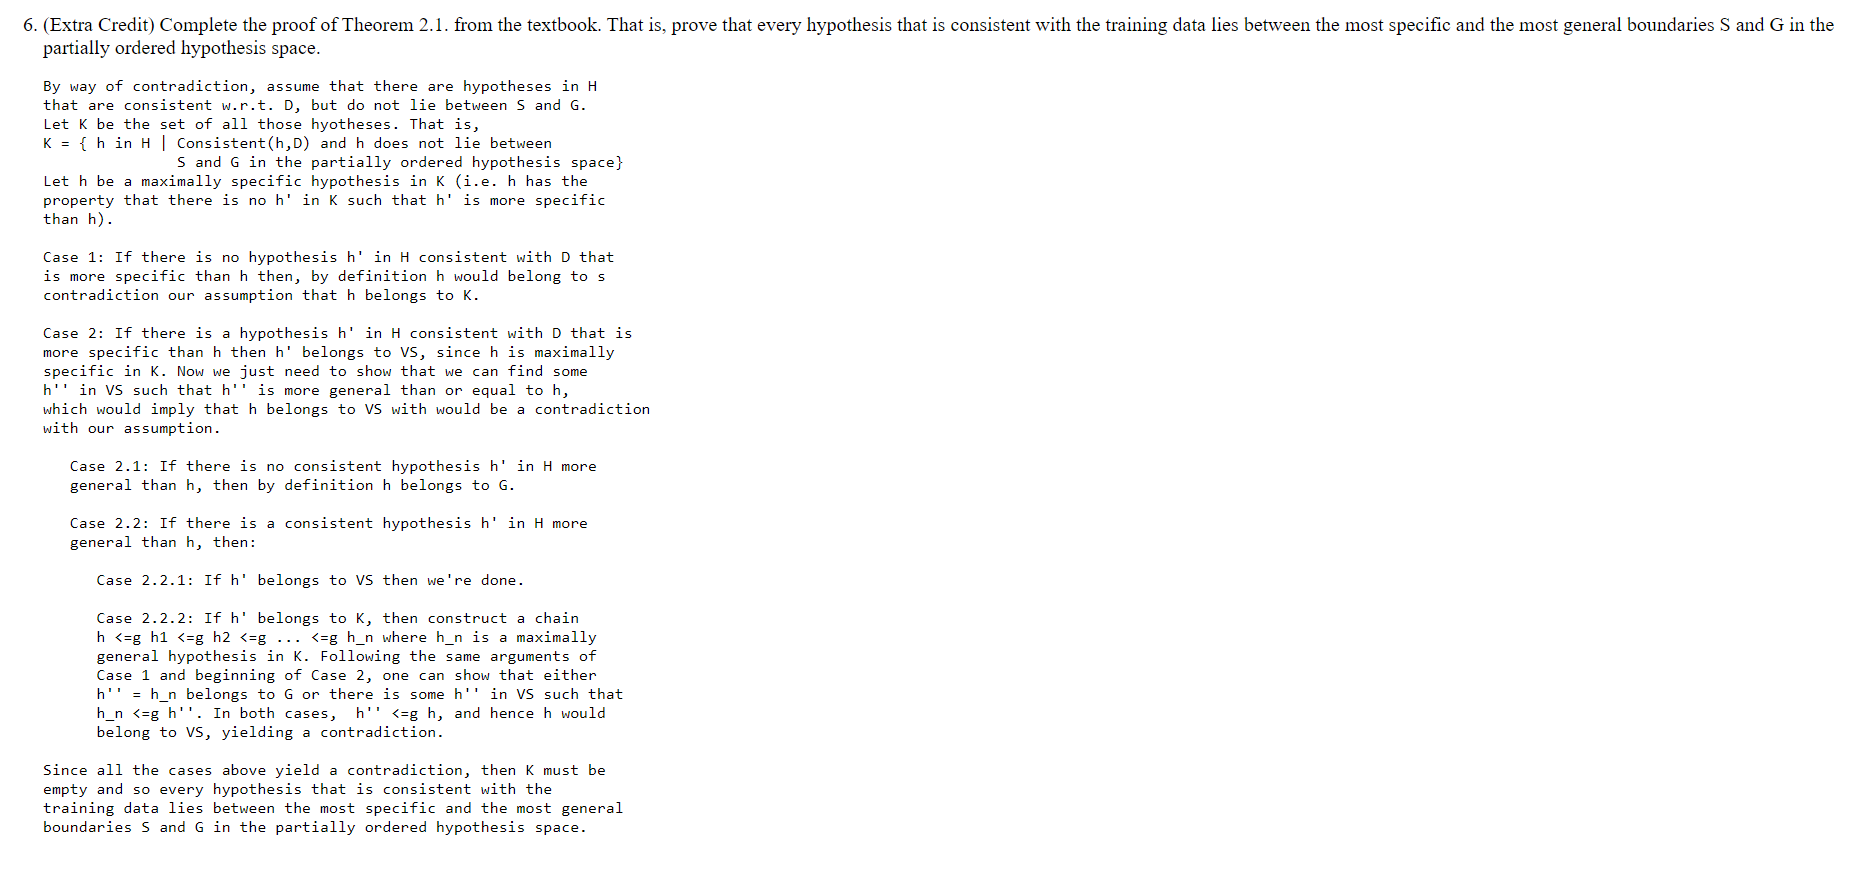 6. (Extra Credit) Complete the proof of Theorem 2.1. from the textbook. That is, prove that every hypothesis that is consistent with the training data lies between the most specific and the most general boundaries S and G in the
partially ordered hypothesis space.
By way of contradiction, assume that there are hypotheses in H
that are consistent w.r.t. D, but do not lie between S and G.
Let K be the set of all those hyotheses. That is,
K = { h in H | Consistent(h,D) and h does not lie between
S and G in the partially ordered hypothesis space}
Let h be a maximally specific hypothesis in K (i.e. h has the
property that there is no h' in K such that h' is more specific
than h).
Case 1: If there is no hypothesis h' in H consistent with D that
is more specific than h then, by definition h would belong to s
contradiction our assumption that h belongs to K.
Case 2: If there is a hypothesis h' in H consistent with D that is
more specific than h then h' belongs to VS, since h is maximally
specific in K. Now we just need to show that we can find some
h'' in VS such that h'' is more general than or equal to h,
which would imply that h belongs to VS with would be a contradiction
with our assumption.
Case 2.1: If there is no consistent hypothesis h' in H more
general than h, then by definition h belongs to G.
Case 2.2: If there is a consistent hypothesis h' in H more
general than h, then:
Case 2.2.1: If h' belongs to VS then we're done.
Case 2.2.2: If h' belongs to K, then construct a chain
h <=g h1 <=g h2 <=g ... <=g h_n where h_n is a maximally
general hypothesis in K. Following the same arguments of
Case 1 and beginning of Case 2, one can show that either
h'' = h_n belongs to G or there is some h'' in VS such that
h_n <=g h''. In both cases,  h'' <=g h, and hence h would
belong to VS, yielding a contradiction.
Since all the cases above yield a contradiction, then K must be
empty and so every hypothesis that is consistent with the
training data lies between the most specific and the most general
boundaries S and G in the partially ordered hypothesis space.